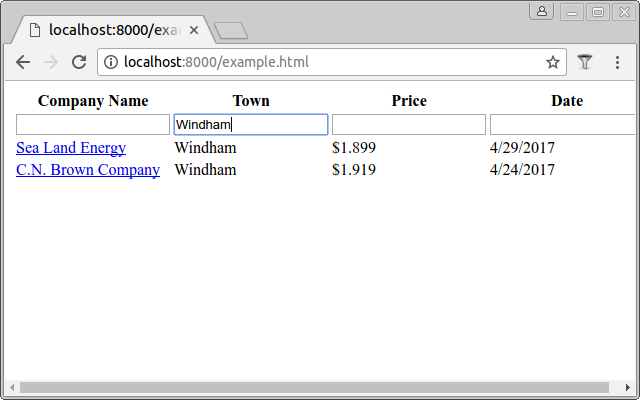 localhost:8000/exam
localhost:8000/example.html
Company Name Town Price Date
Windham
Sea Land Energy Windham $1.899 4/29/2017
C.N. Brown Company Windham $1.919 4/24/2017